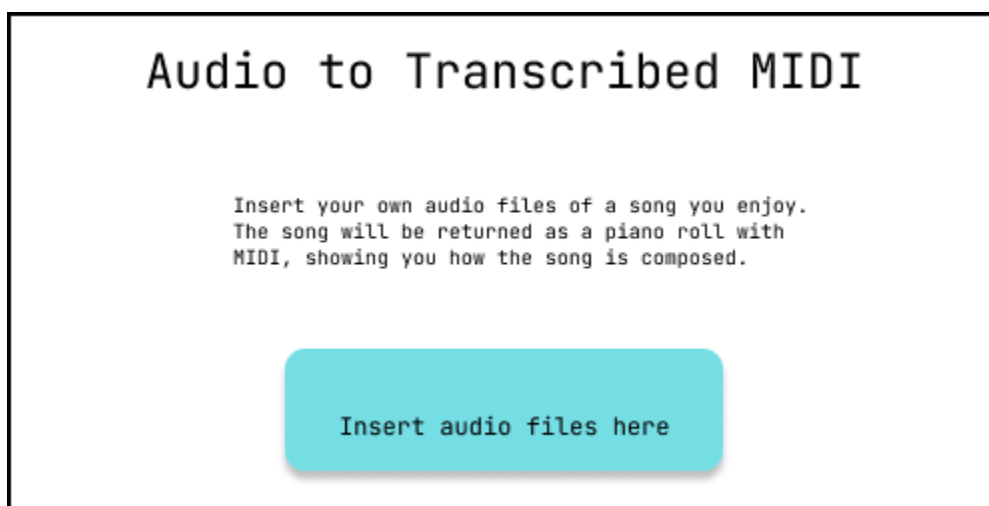 Audio to Transcribed MIDI
Insert your own audio files of a song you enjoy.
The song will be returned as a piano roll with
MIDI, showing you how the song is composed.
Insert audio files here